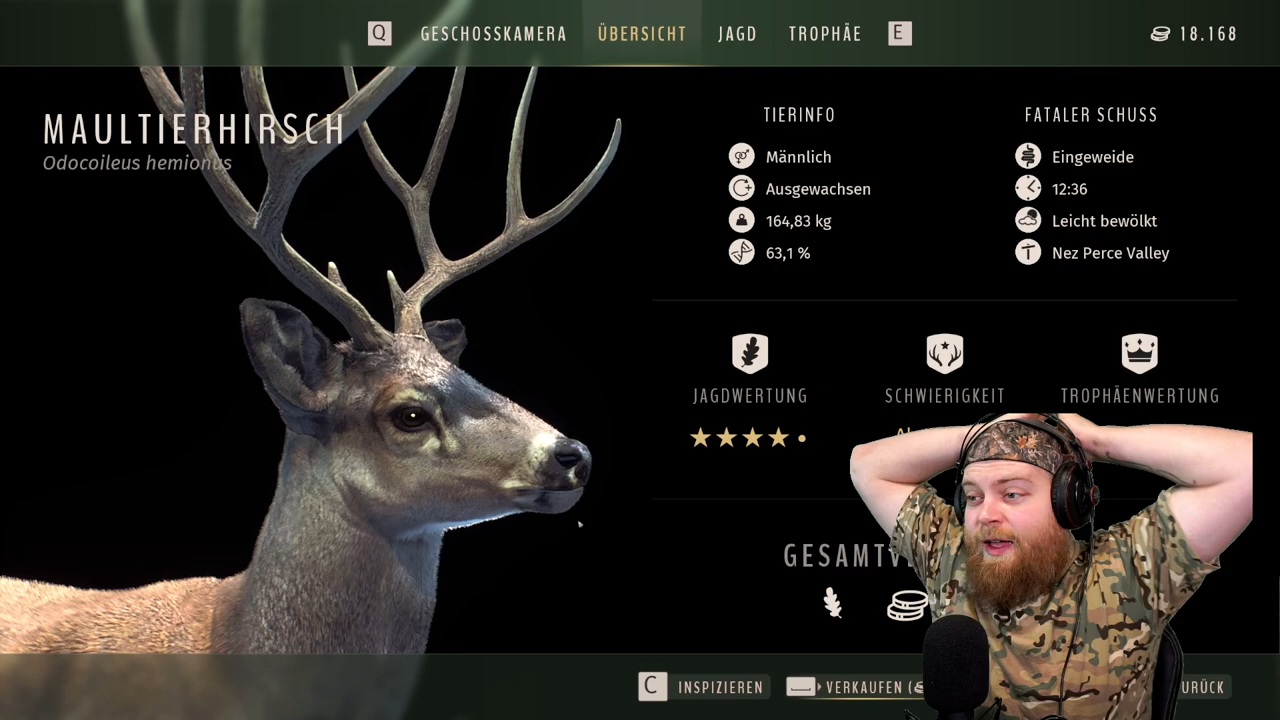 Q GESCHOSSKAMERA ÜBERSICHT JAGD TROPHÄE E 18.168
MAULTIERHIRSCH
Odocoileus hemionus
TIERINFO
Männlich
Ausgewachsen
164,83 kg
63,1 %
FATALER SCHUSS
Eingeweide
12:36
Leicht bewölkt
Nez Perce Valley
JAGDWERTUNG
SCHWIERIGKEIT
TROPHÄENWERTUNG
C INSPIZIEREN VERKAUFEN (